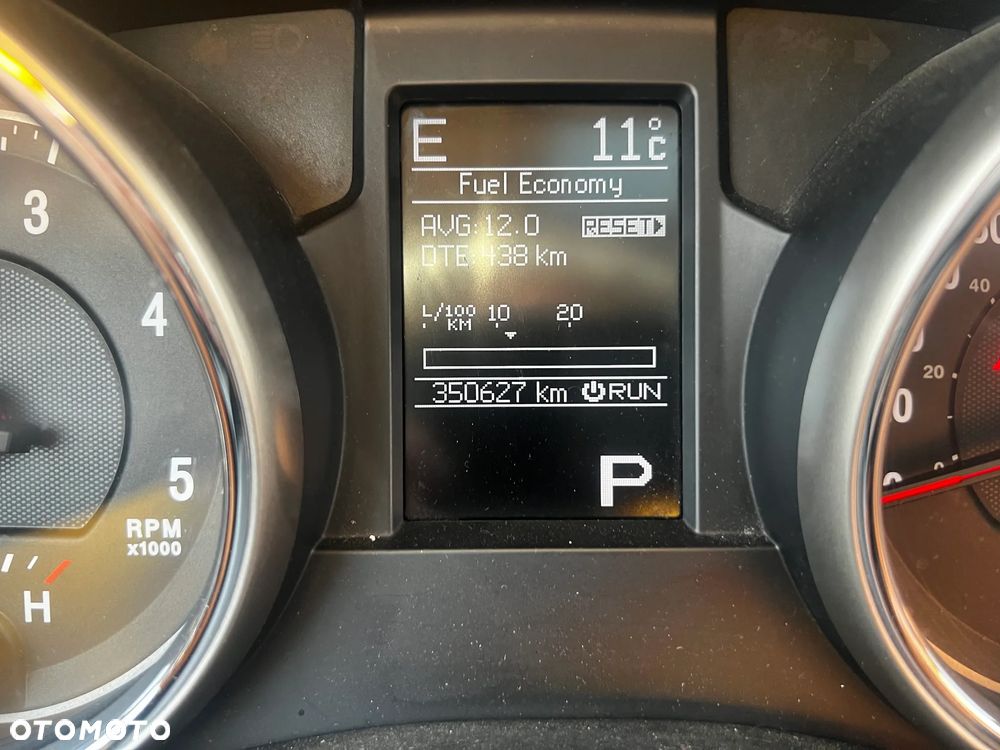 E 11°C
Fuel Economy
AVG:12.0 RESET
DTE:438 km
L/100 KM 10 20
350627 km RUN
P
3
4
5
RPM
x1000
H
40
20
0
OTOMOTO